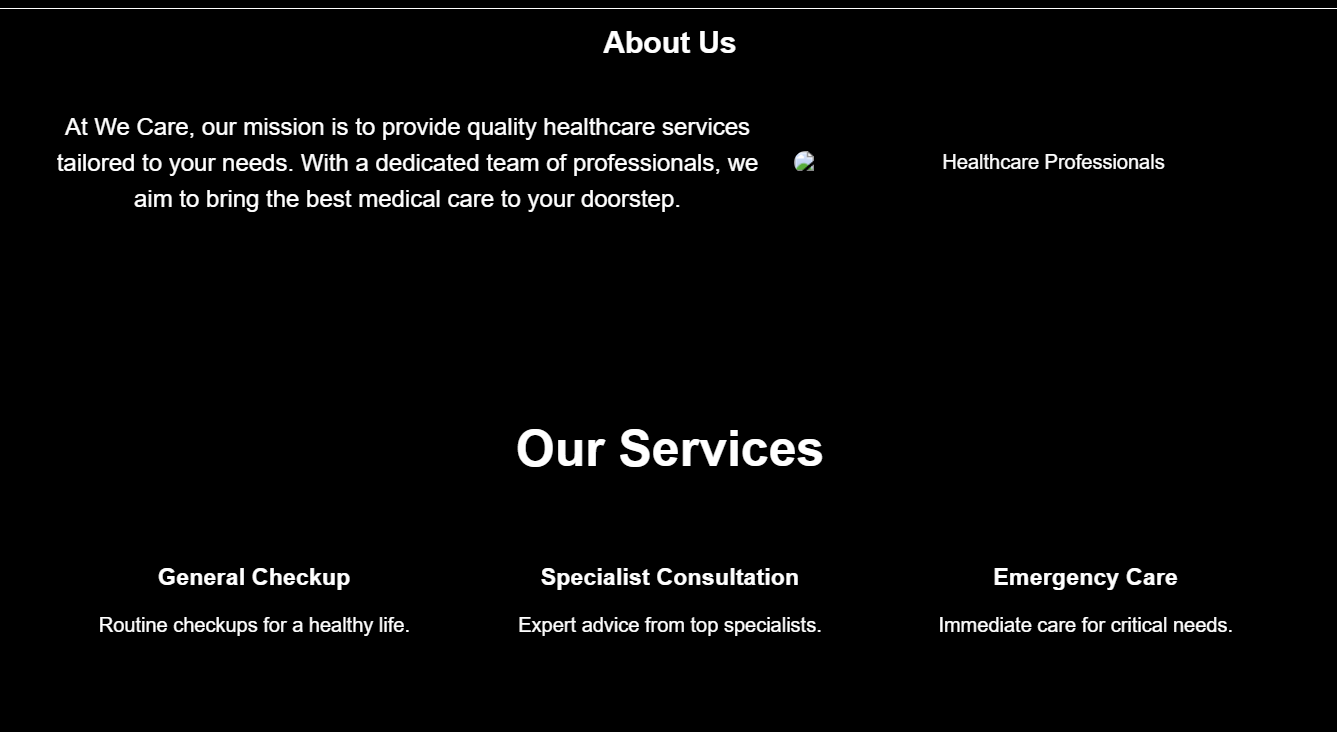 About Us
At We Care, our mission is to provide quality healthcare services
tailored to your needs. With a dedicated team of professionals, we
aim to bring the best medical care to your doorstep.
Healthcare Professionals
Our Services
General Checkup
Routine checkups for a healthy life.
Specialist Consultation
Expert advice from top specialists.
Emergency Care
Immediate care for critical needs.